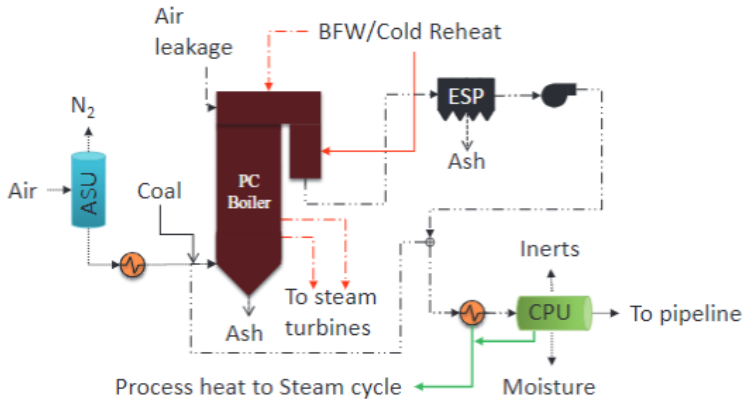 Air
leakage
BFW/Cold Reheat
N2
ESP
Ash
Air
ASU
Coal
PC
Boiler
Inerts
To steam
turbines
CPU
To pipeline
Ash
Process heat to Steam cycle
Moisture